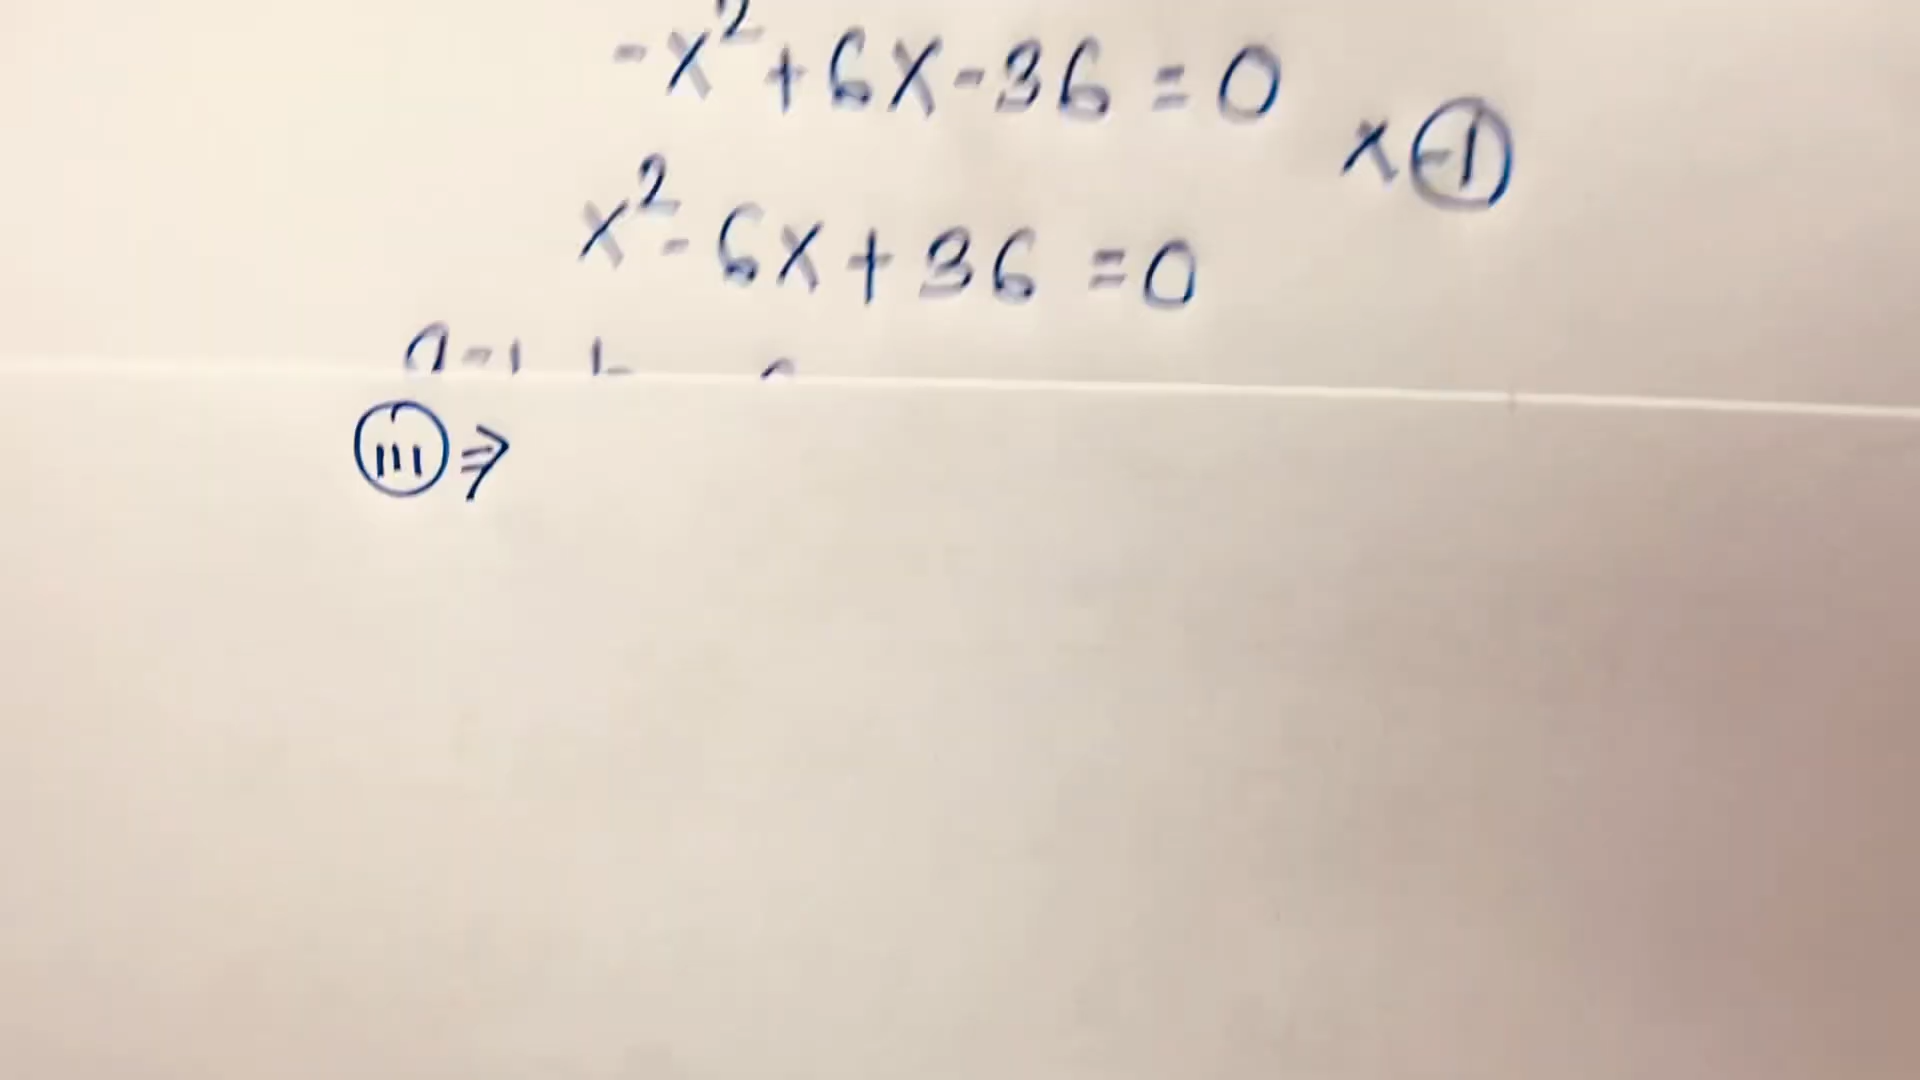 -x²+6x-36=0
x(-1)
x²-6x+36=0
(iii)⇒